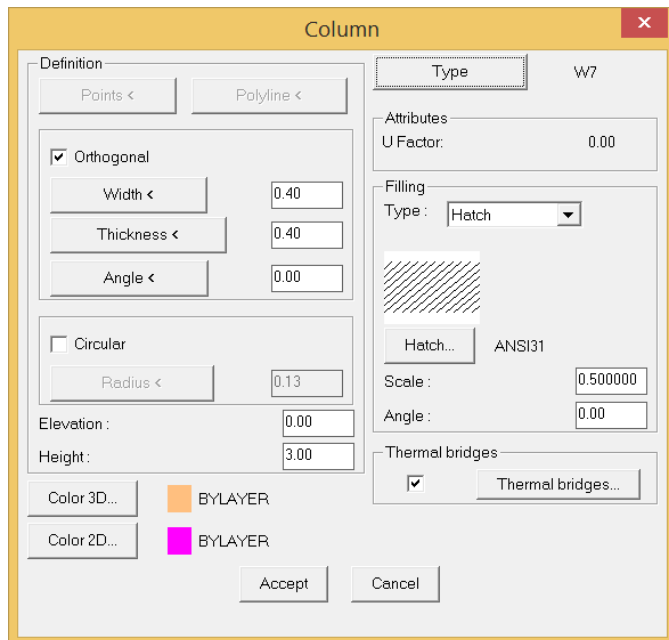 Column
Definition
Points <
Polyline <
Orthogonal
Width <
0.40
Thickness <
0.40
Angle <
0.00
Circular
Radius <
0.13
Elevation :
0.00
Height :
3.00
Color 3D...
BYLAYER
Color 2D...
BYLAYER
Type
W7
Attributes
U Factor:
0.00
Filling
Type :
Hatch
Hatch...
ANSI31
Scale :
0.500000
Angle :
0.00
Thermal bridges
Thermal bridges...
Accept
Cancel